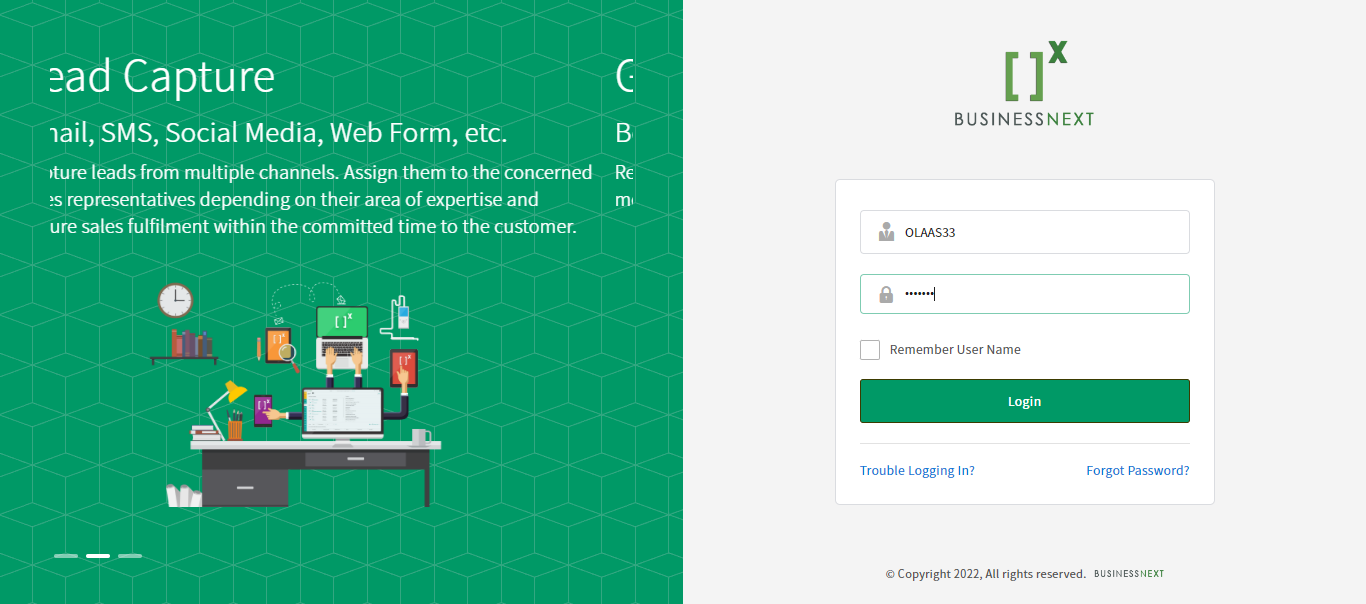 ead Capture
ail, SMS, Social Media, Web Form, etc.
ture leads from multiple channels. Assign them to the concerned
es representatives depending on their area of expertise and
ure sales fulfilment within the committed time to the customer.
Re
[ ]x
BUSINESSNEXT
OLAAS33
•••••••
Remember User Name
Login
Trouble Logging In?
Forgot Password?
© Copyright 2022, All rights reserved. BUSINESSNEXT